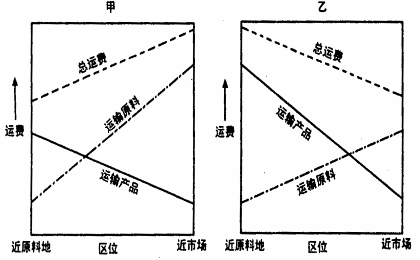 甲
总运费
运输原料
运费
运输产品
近原料地 区位 近市场
乙
总运费
运输产品
运费
运输原料
近原料地 区位 近市场